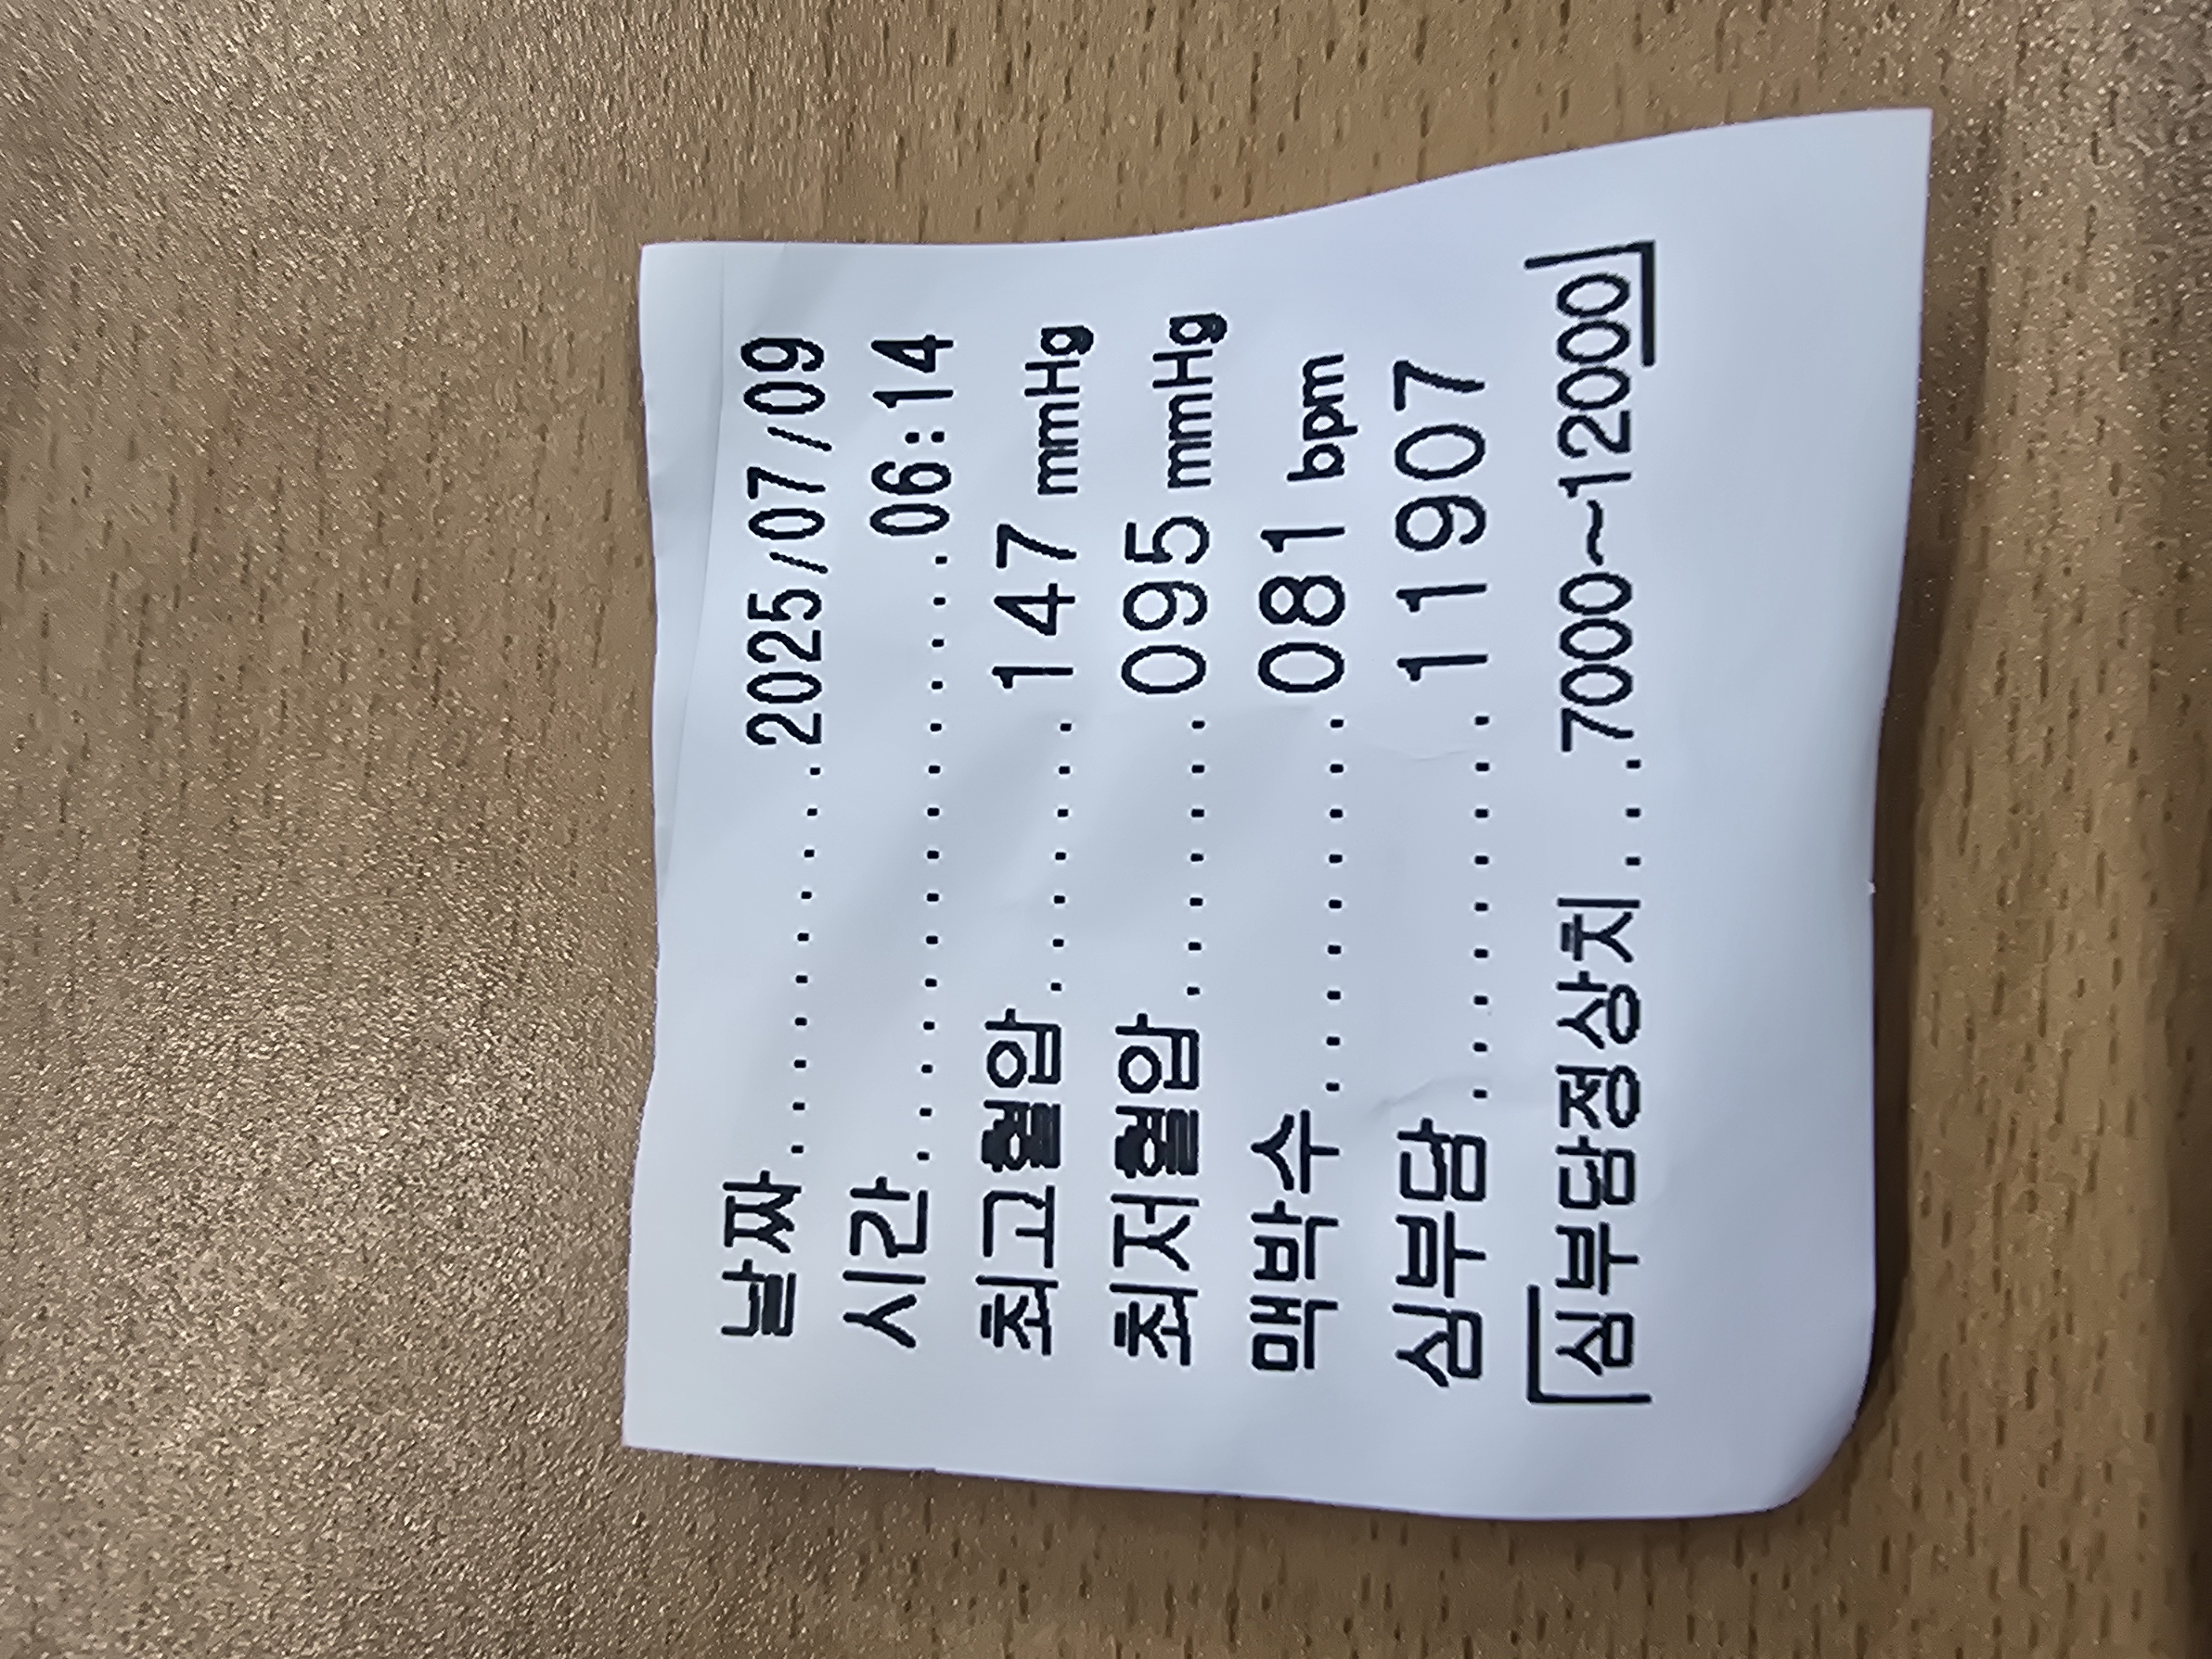 날짜..........2025/07/09
시간...............06:14
최고혈압.......147 mmHg
최저혈압.......095 mmHg
맥박수.........081 bpm
심부담.........11907
「심부담정상치...7000~12000」